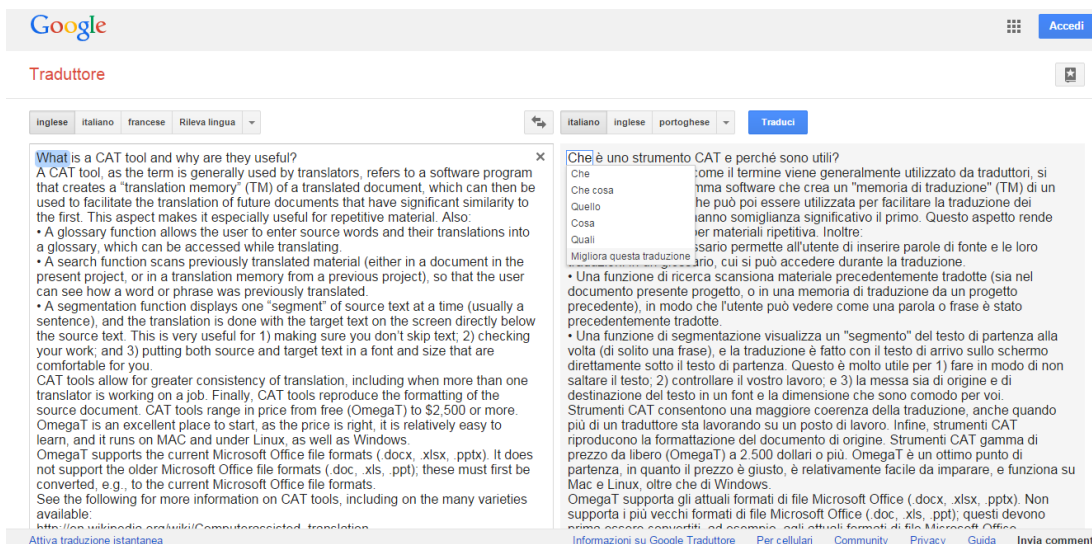 Google
Accedi
Traduttore
inglese italiano francese Rileva lingua
italiano inglese portoghese Traduci
What is a CAT tool and why are they useful?
A CAT tool, as the term is generally used by translators, refers to a software program
that creates a “translation memory” (TM) of a translated document, which can then be
used to facilitate the translation of future documents that have significant similarity to
the first. This aspect makes it especially useful for repetitive material. Also:
• A glossary function allows the user to enter source words and their translations into
a glossary, which can be accessed while translating.
• A search function scans previously translated material (either in a document in the
present project, or in a translation memory from a previous project), so that the user
can see how a word or phrase was previously translated.
• A segmentation function displays one “segment” of source text at a time (usually a
sentence), and the translation is done with the target text on the screen directly below
the source text. This is very useful for 1) making sure you don’t skip text; 2) checking
your work; and 3) putting both source and target text in a font and size that are
comfortable for you.
CAT tools allow for greater consistency of translation, including when more than one
translator is working on a job. Finally, CAT tools reproduce the formatting of the
source document. CAT tools range in price from free (OmegaT) to $2,500 or more.
OmegaT is an excellent place to start, as the price is right, it is relatively easy to
learn, and it runs on MAC and under Linux, as well as Windows.
OmegaT supports the current Microsoft Office file formats (.docx, .xlsx, .pptx). It does
not support the older Microsoft Office file formats (.doc, .xls, .ppt); these must first be
converted, e.g., to the current Microsoft Office file formats.
See the following for more information on CAT tools, including on the many varieties
available:
http://en.wikipedia.org/wiki/Computerassisted_translation
Che è uno strumento CAT e perché sono utili?
come il termine viene generalmente utilizzato da traduttori, si
mma software che crea un "memoria di traduzione" (TM) di un
he può poi essere utilizzata per facilitare la traduzione dei
hanno somiglianza significativo il primo. Questo aspetto rende
per materiali ripetitiva. Inoltre:
ssario permette all'utente di inserire parole di fonte e le loro
ario, cui si può accedere durante la traduzione.
• Una funzione di ricerca scansiona materiale precedentemente tradotte (sia nel
documento presente progetto, o in una memoria di traduzione da un progetto
precedente), in modo che l'utente può vedere come una parola o frase è stato
precedentemente tradotte.
• Una funzione di segmentazione visualizza un "segmento" del testo di partenza alla
volta (di solito una frase), e la traduzione è fatto con il testo di arrivo sullo schermo
direttamente sotto il testo di partenza. Questo è molto utile per 1) fare in modo di non
saltare il testo; 2) controllare il vostro lavoro; e 3) la messa sia di origine e di
destinazione del testo in un font e la dimensione che sono comodo per voi.
Strumenti CAT consentono una maggiore coerenza della traduzione, anche quando
più di un traduttore sta lavorando su un posto di lavoro. Infine, strumenti CAT
riproducono la formattazione del documento di origine. Strumenti CAT gamma di
prezzo da libero (OmegaT) a 2.500 dollari o più. OmegaT è un ottimo punto di
partenza, in quanto il prezzo è giusto, è relativamente facile da imparare, e funziona su
Mac e Linux, oltre che di Windows.
OmegaT supporta gli attuali formati di file Microsoft Office (.docx, .xlsx, .pptx). Non
supporta i più vecchi formati di file Microsoft Office (.doc, .xls, .ppt); questi devono
prima essere convertiti, ad esempio, agli attuali formati di file Microsoft Office.
Che
Che cosa
Quello
Cosa
Quali
Migliora questa traduzione
Attiva traduzione istantanea
Informazioni su Google Traduttore Per cellulari Community Privacy Guida Invia comment